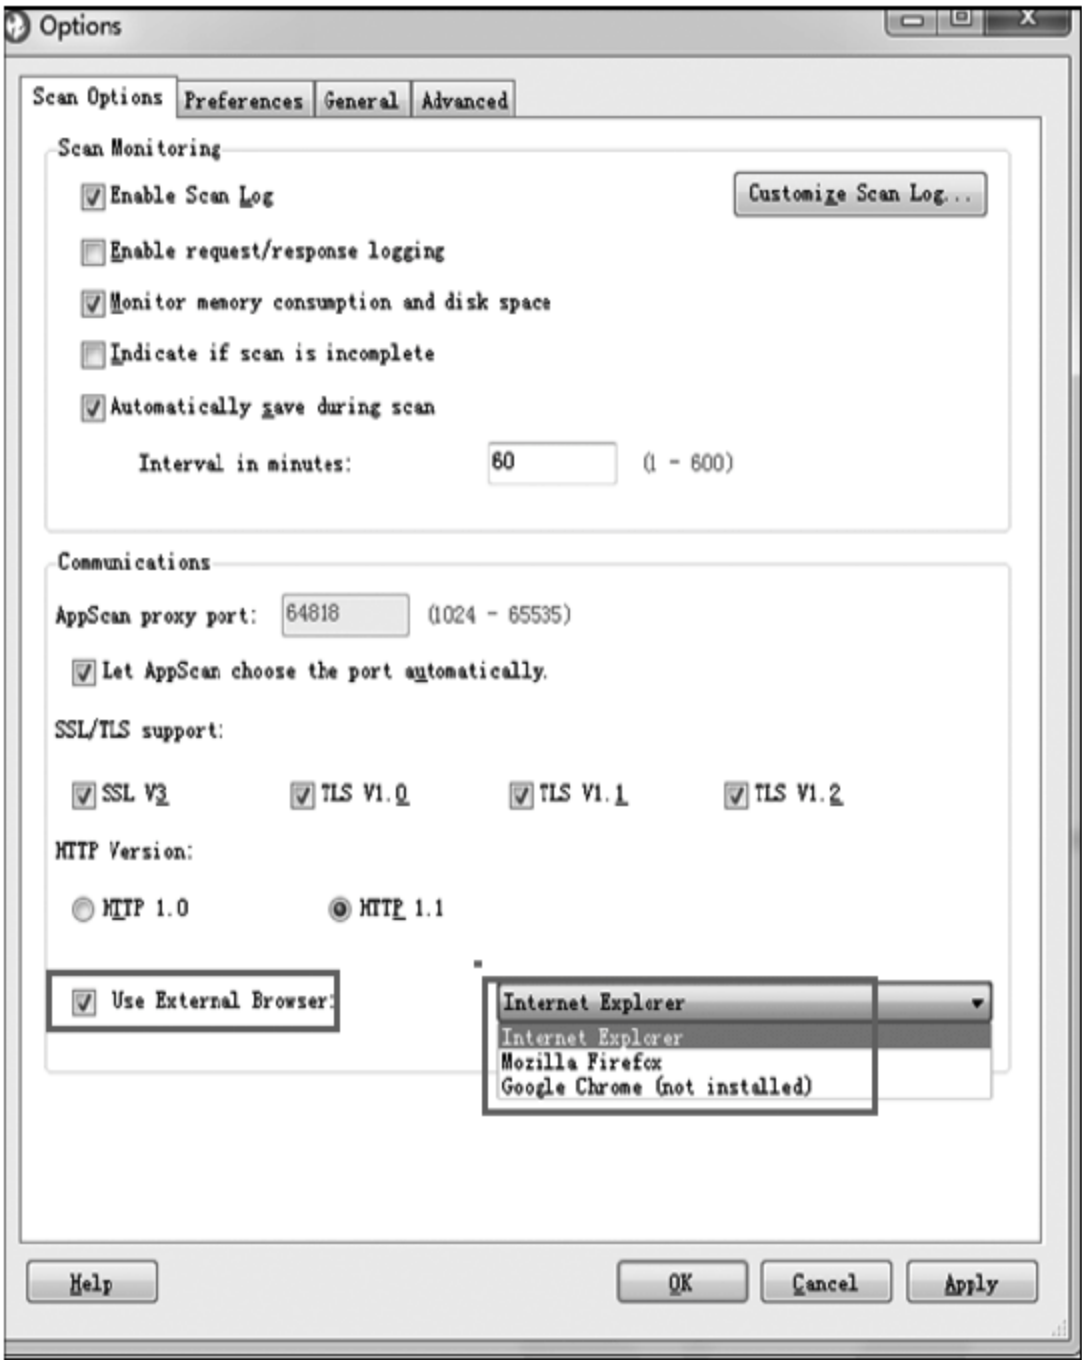 Options
Scan Options Preferences General Advanced
Scan Monitoring
Enable Scan Log
Customize Scan Log...
Enable request/response logging
Monitor memory consumption and disk space
Indicate if scan is incomplete
Automatically save during scan
Interval in minutes: 60 (1 - 600)
Communications
AppScan proxy port: 64818 (1024 - 65535)
Let AppScan choose the port automatically.
SSL/TLS support:
SSL V3 TLS V1.0 TLS V1.1 TLS V1.2
HTTP Version:
HTTP 1.0 HTTP 1.1
Use External Browser: Internet Explorer
Internet Explorer
Mozilla Firefox
Google Chrome (not installed)
Help OK Cancel Apply